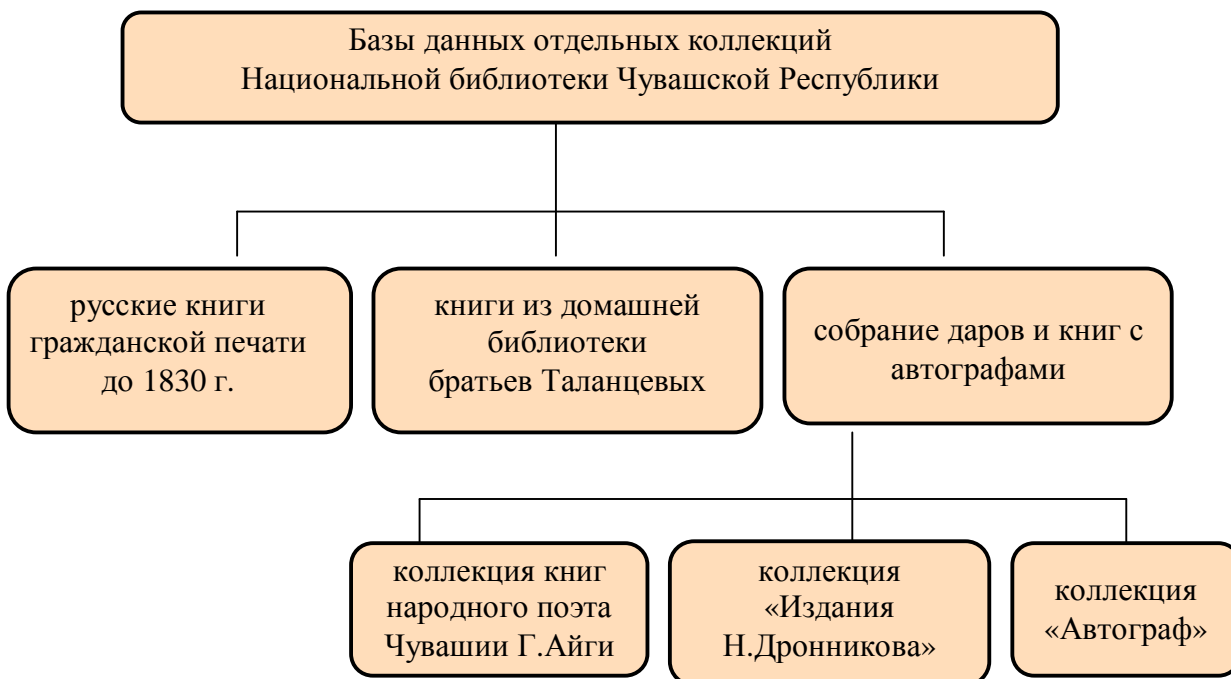 Базы данных отдельных коллекций
Национальной библиотеки Чувашской Республики
русские книги
гражданской печати
до 1830 г.
книги из домашней
библиотеки
братьев Таланцевых
собрание даров и книг с
автографами
коллекция книг
народного поэта
Чувашии Г.Айги
коллекция
«Издания
Н.Дронникова»
коллекция
«Автограф»